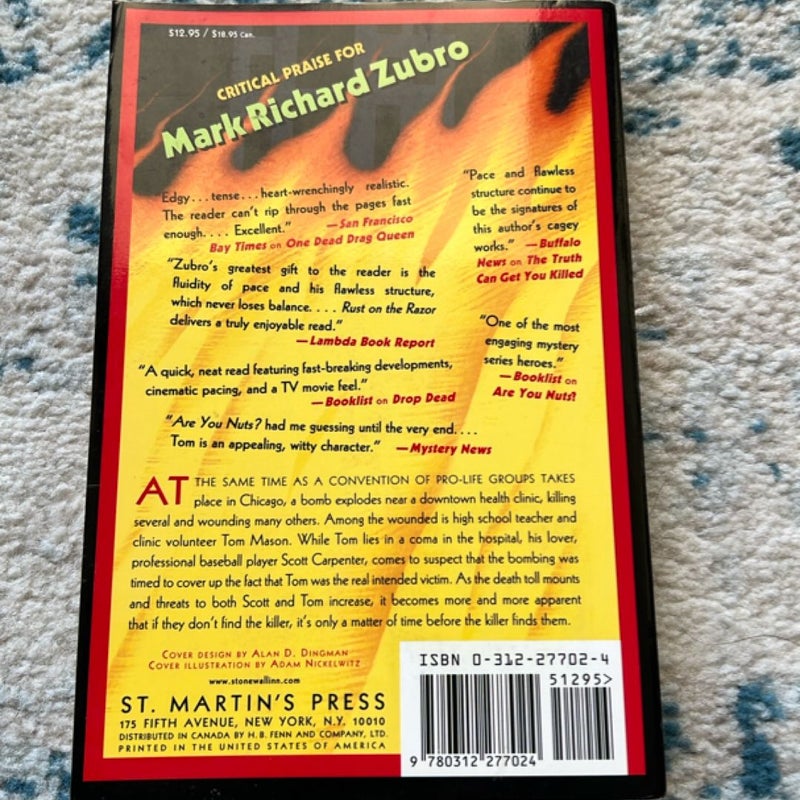 $12.95 / $18.95 Can.
CRITICAL PRAISE FOR
Mark Richard Zubro
"Edgy...tense...heart-wrenchingly realistic.
The reader can't rip through the pages fast
enough.... Excellent." —San Francisco
Bay Times on One Dead Drag Queen
"Zubro's greatest gift to the reader is the
fluidity of pace and his flawless structure,
which never loses balance.... Rust on the Razor
delivers a truly enjoyable read."
—Lambda Book Report
"Pace and flawless
structure continue to
be the signatures of
this author's cagey
works." —Buffalo
News on The Truth
Can Get You Killed
"One of the most
engaging mystery
series heroes."
—Booklist on
Are You Nuts?
"A quick, neat read featuring fast-breaking developments,
cinematic pacing, and a TV movie feel."
—Booklist on Drop Dead
"Are You Nuts? had me guessing until the very end....
Tom is an appealing, witty character." —Mystery News
AT THE SAME TIME AS A CONVENTION OF PRO-LIFE GROUPS TAKES
place in Chicago, a bomb explodes near a downtown health clinic, killing
several and wounding many others. Among the wounded is high school teacher and
clinic volunteer Tom Mason. While Tom lies in a coma in the hospital, his lover,
professional baseball player Scott Carpenter, comes to suspect that the bombing was
timed to cover up the fact that Tom was the real intended victim. As the death toll mounts
and threats to both Scott and Tom increase, it becomes more and more apparent
that if they don't find the killer, it's only a matter of time before the killer finds them.
COVER DESIGN BY ALAN D. DINGMAN
COVER ILLUSTRATION BY ADAM NICKELWITZ
www.stonewallinn.com
ST. MARTIN'S PRESS
175 FIFTH AVENUE, NEW YORK, N.Y. 10010
DISTRIBUTED IN CANADA BY H. B. FENN AND COMPANY, LTD.
PRINTED IN THE UNITED STATES OF AMERICA
ISBN 0-312-27702-4
51295>
9 780312 277024